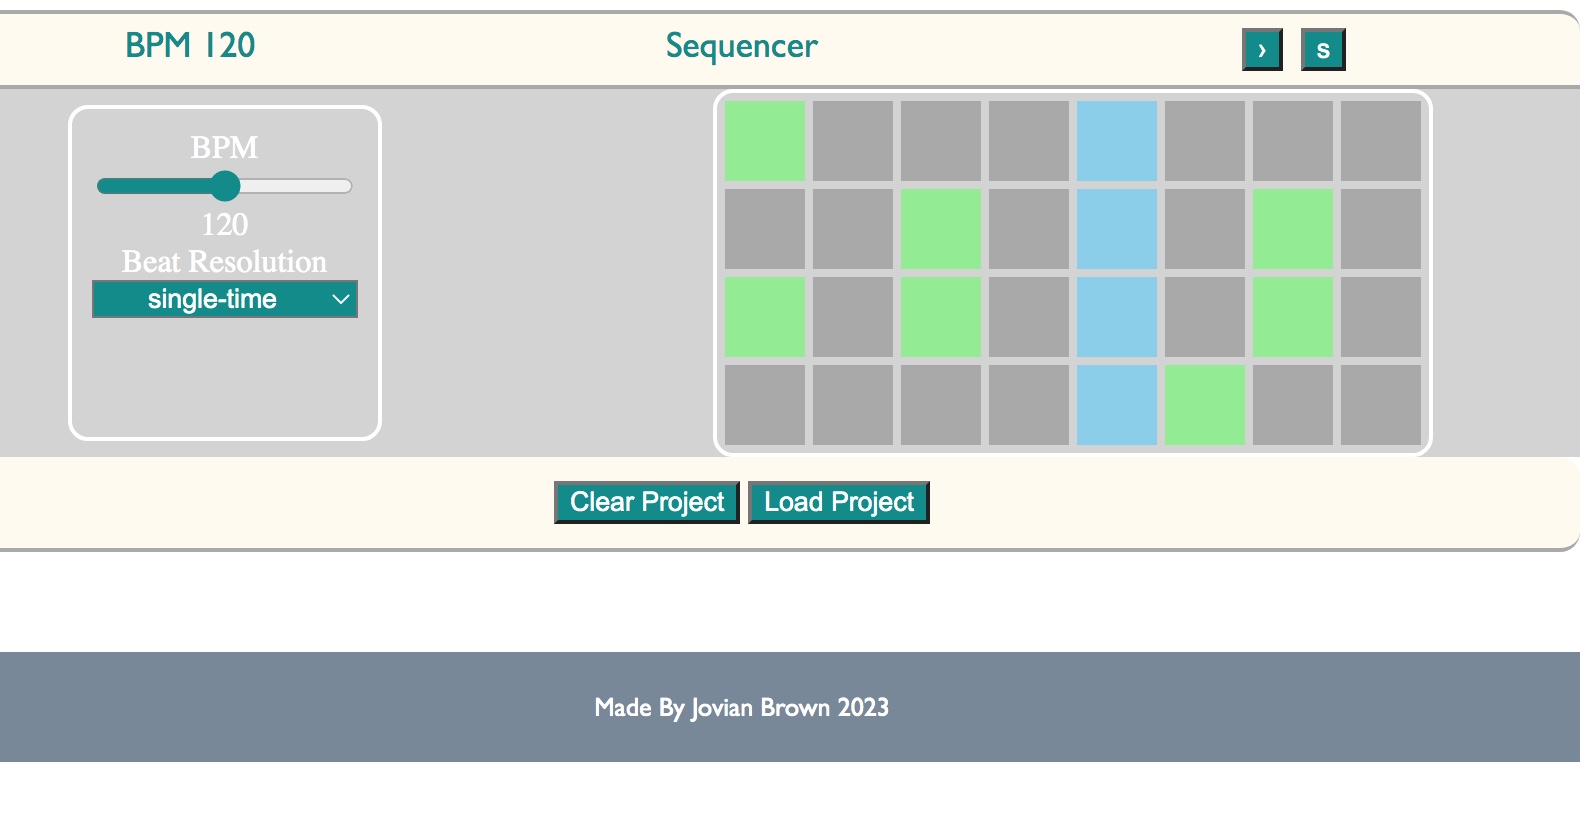 BPM 120
Sequencer
›
s
BPM
120
Beat Resolution
single-time
Clear Project
Load Project
Made By Jovian Brown 2023